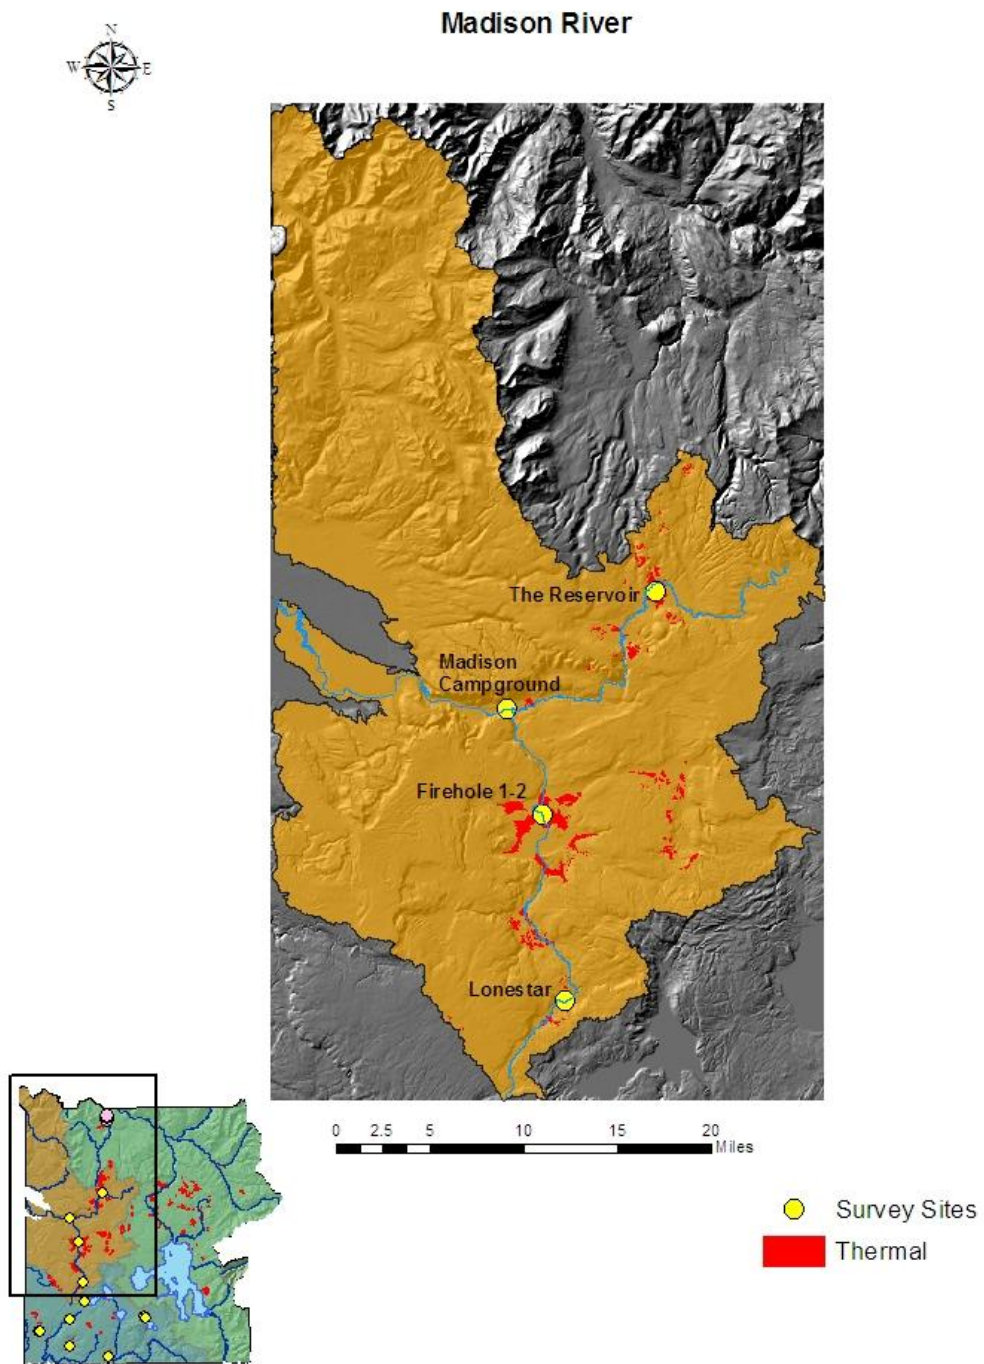 Madison River
N
W E
S
The Reservoir
Madison
Campground
Firehole 1-2
Lonestar
0 2.5 5 10 15 20
Miles
Survey Sites
Thermal